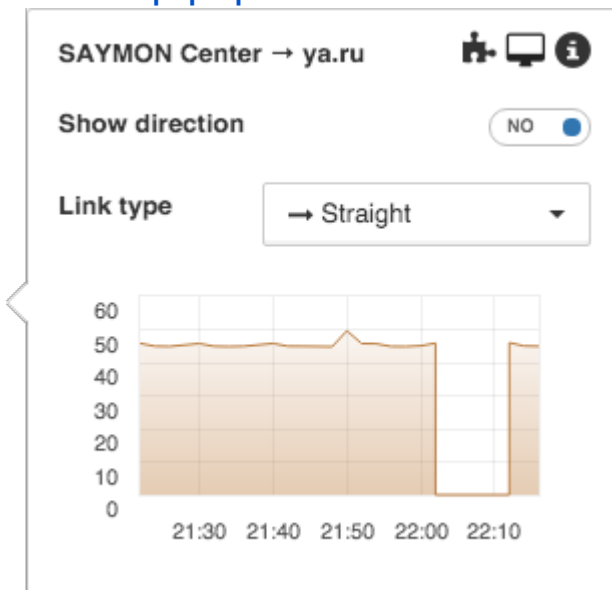 SAYMON Center → ya.ru
Show direction
NO
Link type
→ Straight
60
50
40
30
20
10
0
21:30 21:40 21:50 22:00 22:10